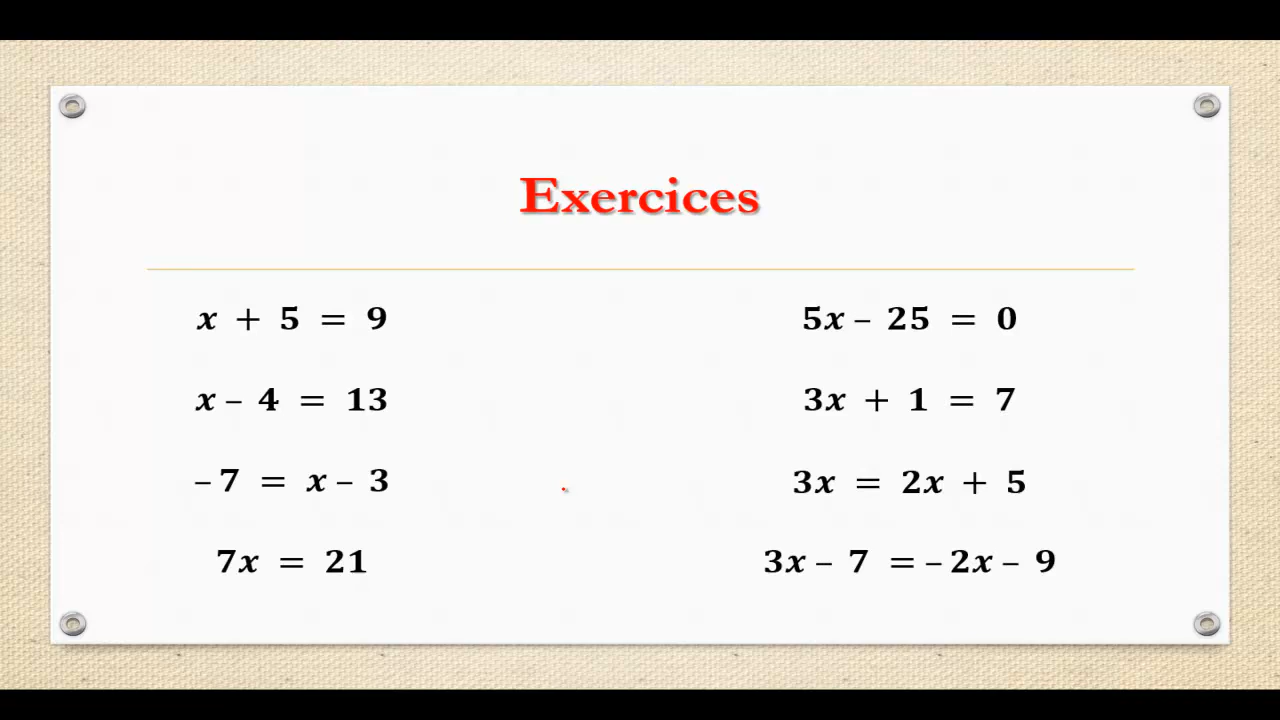 Exercices
x + 5 = 9
x – 4 = 13
– 7 = x – 3
7x = 21
5x – 25 = 0
3x + 1 = 7
3x = 2x + 5
3x – 7 = – 2x – 9